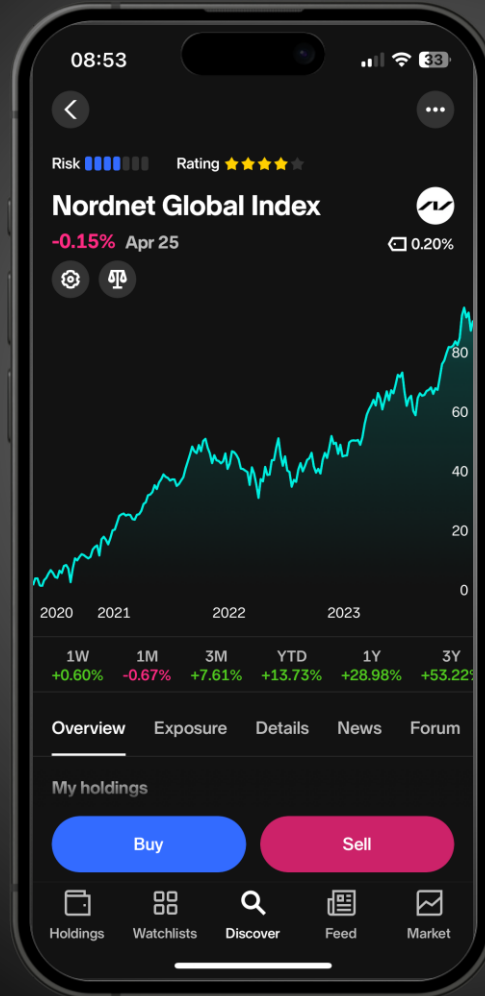 08:53 33
Risk Rating
Nordnet Global Index
-0.15% Apr 25 0.20%
80
60
40
20
0
2020 2021 2022 2023
1W 1M 3M YTD 1Y 3Y
+0.60% -0.67% +7.61% +13.73% +28.98% +53.22%
Overview Exposure Details News Forum
My holdings
Buy Sell
Holdings Watchlists Discover Feed Market